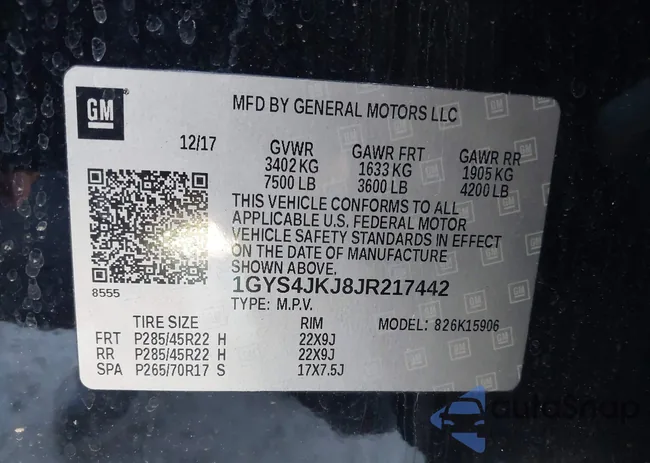 GM
MFD BY GENERAL MOTORS LLC
12/17 GVWR GAWR FRT GAWR RR
3402 KG 1633 KG 1905 KG
7500 LB 3600 LB 4200 LB
THIS VEHICLE CONFORMS TO ALL
APPLICABLE U.S. FEDERAL MOTOR
VEHICLE SAFETY STANDARDS IN EFFECT
ON THE DATE OF MANUFACTURE
SHOWN ABOVE.
8555 1GYS4JKJ8JR217442
TYPE: M.P.V.
TIRE SIZE RIM MODEL: 826K15906
FRT P285/45R22 H 22X9J
RR P285/45R22 H 22X9J
SPA P265/70R17 S 17X7.5J
autoSnap